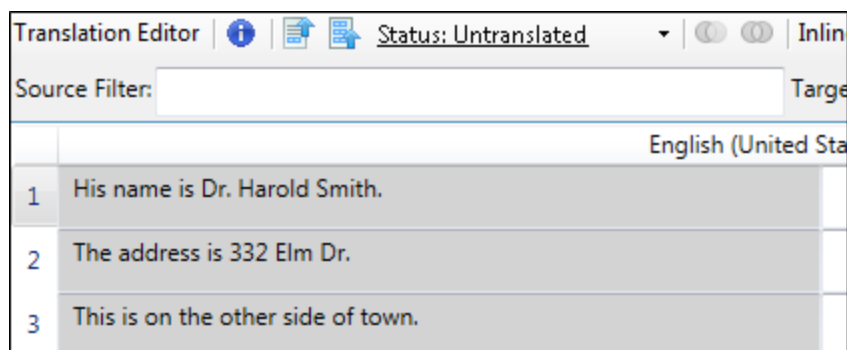 Translation Editor Status: Untranslated Inlin
Source Filter: Targe
English (United Sta
1 His name is Dr. Harold Smith.
2 The address is 332 Elm Dr.
3 This is on the other side of town.